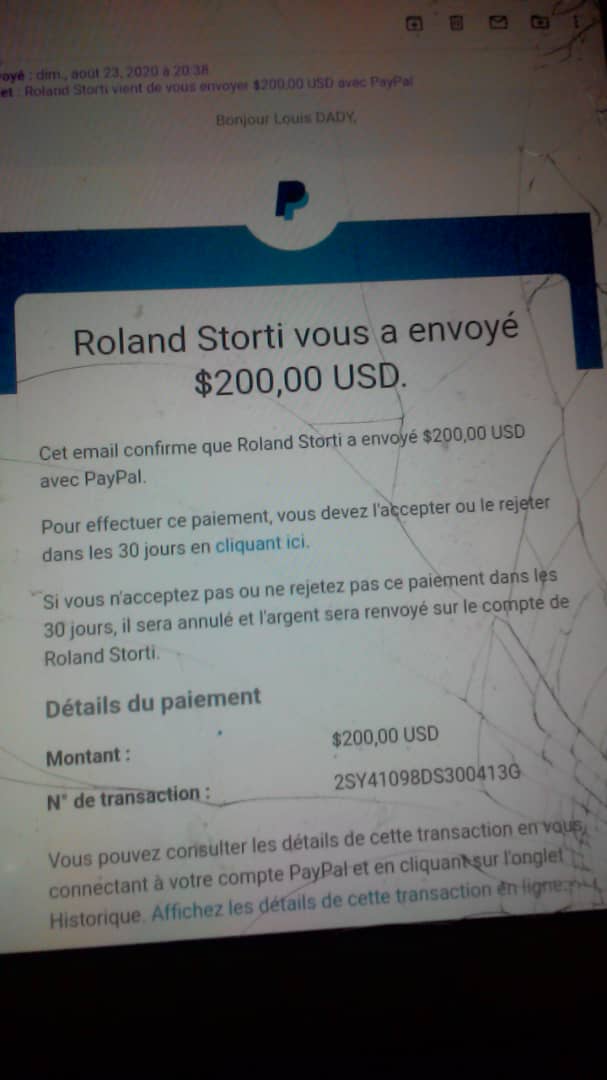 oyé : dim., août 23, 2020 à 20:38
et : Roland Storti vient de vous envoyer $200,00 USD avec PayPal
Bonjour Louis DADY,
Roland Storti vous a envoyé
$200,00 USD.
Cet email confirme que Roland Storti a envoyé $200,00 USD
avec PayPal.
Pour effectuer ce paiement, vous devez l'accepter ou le rejeter
dans les 30 jours en cliquant ici.
Si vous n'acceptez pas ou ne rejetez pas ce paiement dans les
30 jours, il sera annulé et l'argent sera renvoyé sur le compte de
Roland Storti.
Détails du paiement
Montant : $200,00 USD
N° de transaction : 2SY41098DS300413G
Vous pouvez consulter les détails de cette transaction en vous
connectant à votre compte PayPal et en cliquant sur l'onglet
Historique. Affichez les détails de cette transaction en ligne.